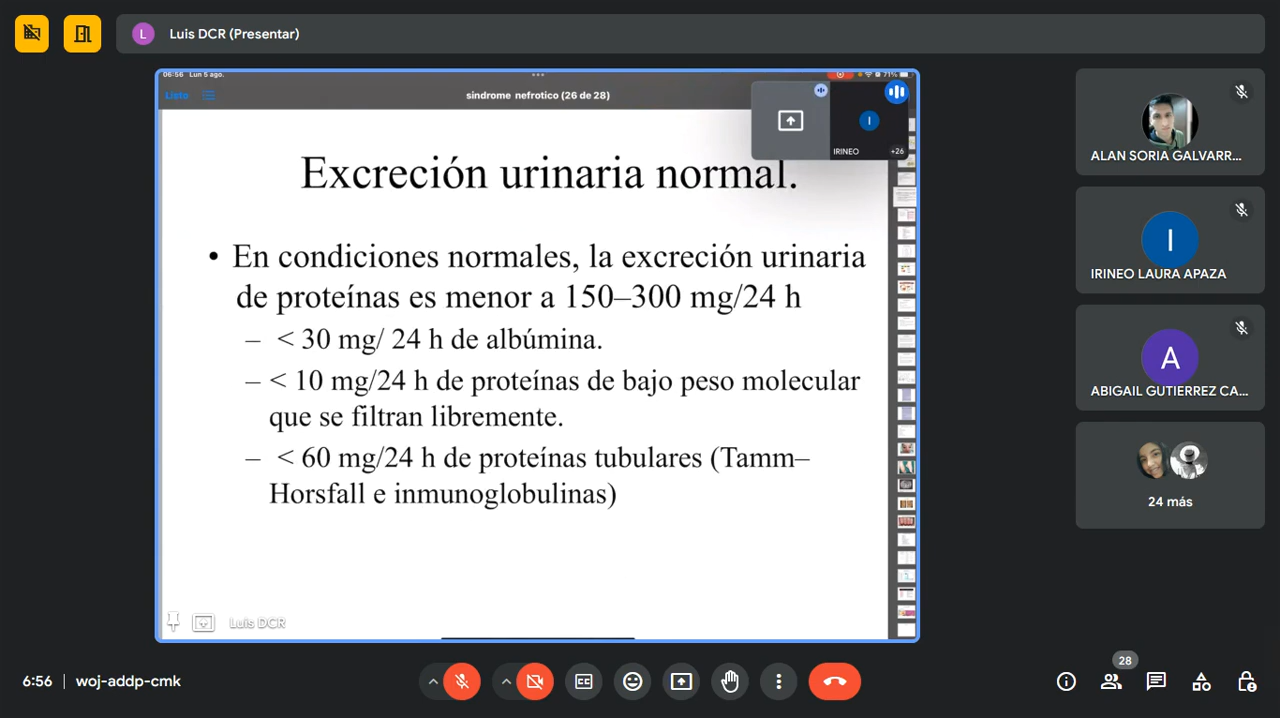 L Luis DCR (Presentar)
06:56 Lun 5 ago.
71%
Listo
sindrome nefrotico (26 de 28)
I
IRINEO
+26
Excreción urinaria normal.
• En condiciones normales, la excreción urinaria
de proteínas es menor a 150–300 mg/24 h
– < 30 mg/ 24 h de albúmina.
– < 10 mg/24 h de proteínas de bajo peso molecular
que se filtran libremente.
– < 60 mg/24 h de proteínas tubulares (Tamm–
Horsfall e inmunoglobulinas)
Luis DCR
ALAN SORIA GALVARR...
I
IRINEO LAURA APAZA
A
ABIGAIL GUTIERREZ CA...
24 más
6:56 | woj-addp-cmk
CC
28